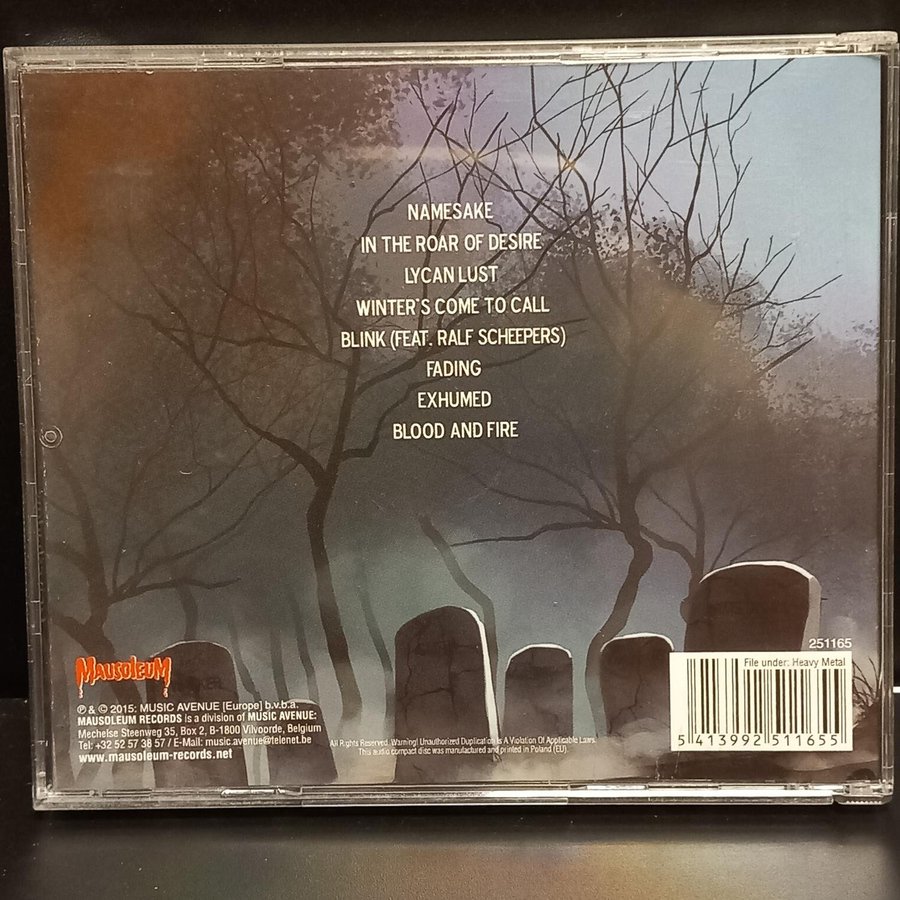 NAMESAKE
IN THE ROAR OF DESIRE
LYCAN LUST
WINTER'S COME TO CALL
BLINK (FEAT. RALF SCHEEPERS)
FADING
EXHUMED
BLOOD AND FIRE
251165
File under: Heavy Metal
5 413992 511655
MAUSOLEUM
℗ & © 2015: MUSIC AVENUE [Europe] b.v.b.a.
MAUSOLEUM RECORDS is a division of MUSIC AVENUE:
Mechelse Steenweg 35, Box 2, B-1800 Vilvoorde, Belgium
Tel: +32 52 57 38 57 / E-Mail: music.avenue@telenet.be
www.mausoleum-records.net
All Rights Reserved. Warning! Unauthorized Duplication Is A Violation Of Applicable Laws.
This audio compact disc was manufactured and printed in Poland (EU).